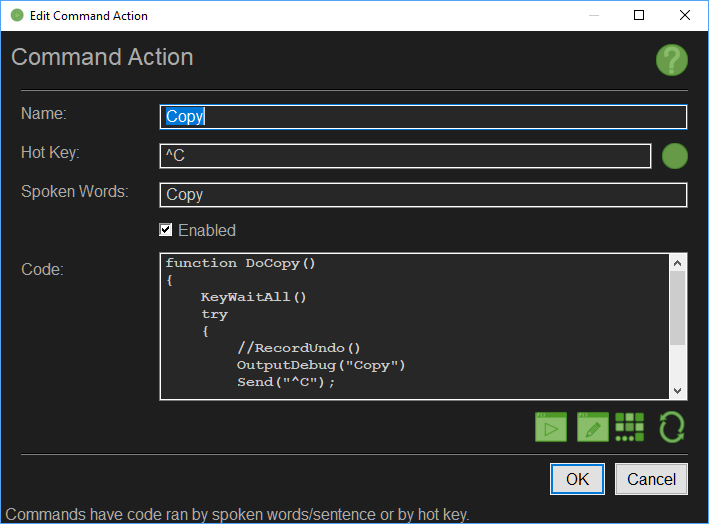 Edit Command Action
Command Action
?
Name: Copy
Hot Key: ^C
Spoken Words: Copy
Enabled
Code:
function DoCopy()
{
    KeyWaitAll()
    try
    {
        //RecordUndo()
        OutputDebug("Copy")
        Send("^C");
OK Cancel
Commands have code ran by spoken words/sentence or by hot key.